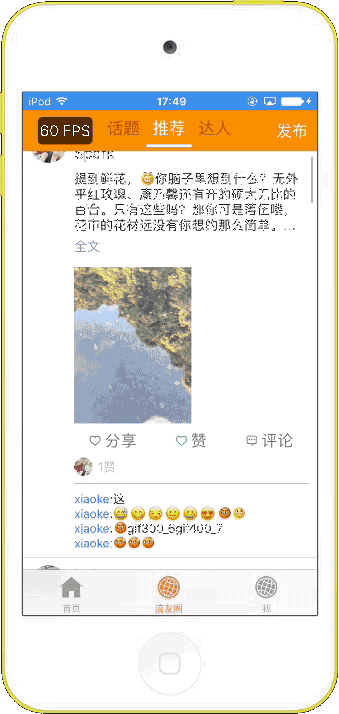 iPod 17:49
60 FPS 话题 推荐 达人 发布
提到鲜花，😁你脑子里想到什么？无外
乎红玫瑰、康乃馨还有许的硕大无比的
百合。只有这些吗？那你可是落伍喽，
花市的花材远没有你想的那么简单。...
全文
分享 赞 评论
1赞
xiaoke:这
xiaoke:
xiaoke: gif300_6gif400_7
xiaoke:
首页 圈 我